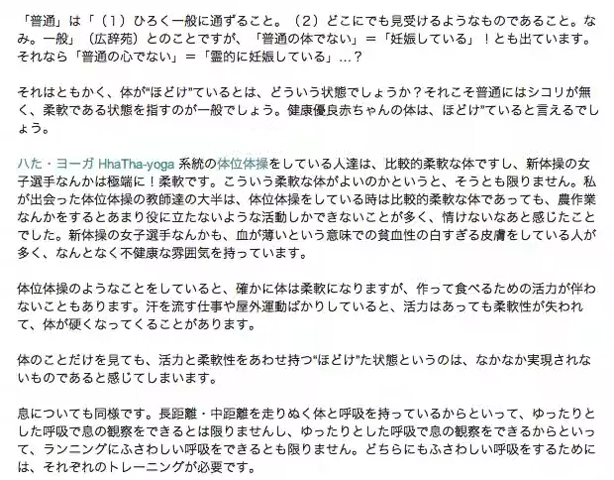 「普通」は「（1）ひろく一般に通ずること。（2）どこにでも見受けるようなものであること。な
み。一般」（広辞苑）とのことですが、「普通の体でない」＝「妊娠している」！とも出ています。
それなら「普通の心でない」＝「霊的に妊娠している」…？
それはともかく、体が“ほどけ”ているとは、どういう状態でしょうか？それこそ普通にはシコリが無
く、柔軟である状態を指すのが一般でしょう。健康優良赤ちゃんの体は、ほどけ”ていると言えるでし
ょう。
はた・ヨーガ HhaTha-yoga 系統の体位体操をしている人達は、比較的柔軟な体ですし、新体操の女
子選手なんかは極端に！柔軟です。こういう柔軟な体がよいのかというと、そうとも限りません。私
が出会った体位体操の教師達の大半は、体位体操をしている時は比較的柔軟な体であっても、農作業
なんかをするとあまり役に立たないような活動しかできないことが多く、情けないなあと感じたこと
でした。新体操の女子選手なんかも、血が薄いという意味での貧血性の白すぎる皮膚をしている人が
多く、なんとなく不健康な雰囲気を持っています。
体位体操のようなことをしていると、確かに体は柔軟になりますが、作って食べるための活力が伴わ
ないこともあります。汗を流す仕事や屋外運動ばかりしていると、活力はあっても柔軟性が失われ
て、体が硬くなってくることがあります。
体のことだけを見ても、活力と柔軟性をあわせ持つ“ほどけ”た状態というのは、なかなか実現されな
いものであると感じてしまいます。
息についても同様です。長距離・中距離を走りぬく体と呼吸を持っているからといって、ゆったりと
した呼吸で息の観察をできるとは限りませんし、ゆったりとした呼吸で息の観察をできるからといっ
て、ランニングにふさわしい呼吸をできるとも限りません。どちらにもふさわしい呼吸をするために
は、それぞれのトレーニングが必要です。